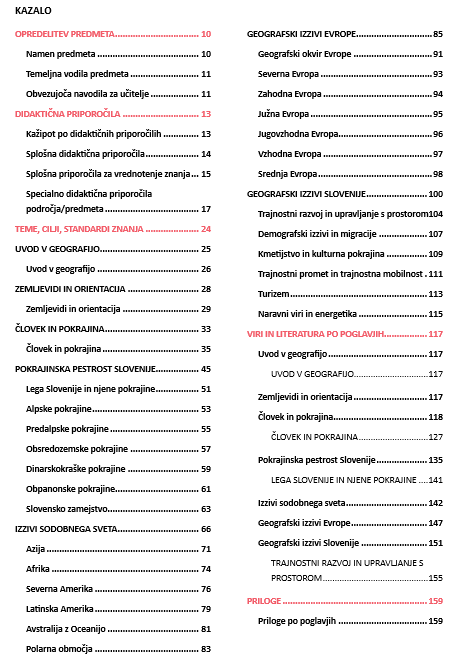 KAZALO
OPREDELITEV PREDMETA 10
Namen predmeta 10
Temeljna vodila predmeta 11
Obvezujoča navodila za učitelje 11
DIDAKTIČNA PRIPOROČILA 13
Kažipot po didaktičnih priporočilih 13
Splošna didaktična priporočila 14
Splošna priporočila za vrednotenje znanja 15
Specialno didaktična priporočila
področja/predmeta 17
TEME, CILJI, STANDARDI ZNANJA 24
UVOD V GEOGRAFIJO 25
Uvod v geografijo 26
ZEMLJEVIDI IN ORIENTACIJA 28
Zemljevidi in orientacija 29
ČLOVEK IN POKRAJINA 33
Človek in pokrajina 35
POKRAJINSKA PESTROST SLOVENIJE 45
Lega Slovenije in njene pokrajine 51
Alpske pokrajine 53
Predalpske pokrajine 55
Obsredozemske pokrajine 57
Dinarskokraške pokrajine 59
Obpanonske pokrajine 61
Slovensko zamejstvo 63
IZZIVI SODOBNEGA SVETA 66
Azija 71
Afrika 74
Severna Amerika 76
Latinska Amerika 79
Avstralija z Oceanijo 81
Polarna območja 83
GEOGRAFSKI IZZIVI EVROPE 85
Geografski okvir Evrope 91
Severna Evropa 93
Zahodna Evropa 94
Južna Evropa 95
Jugovzhodna Evropa 96
Vzhodna Evropa 97
Srednja Evropa 98
GEOGRAFSKI IZZIVI SLOVENIJE 100
Trajnostni razvoj in upravljanje s prostorom104
Demografski izzivi in migracije 107
Kmetijstvo in kulturna pokrajina 109
Trajnostni promet in trajnostna mobilnost . 111
Turizem 113
Naravni viri in energetika 115
VIRI IN LITERATURA PO POGLAVJIH 117
Uvod v geografijo 117
UVOD V GEOGRAFIJO 117
Zemljevidi in orientacija 117
Človek in pokrajina 118
ČLOVEK IN POKRAJINA 127
Pokrajinska pestrost Slovenije 135
LEGA SLOVENIJE IN NJENE POKRAJINE 141
Izzivi sodobnega sveta 142
Geografski izzivi Evrope 147
Geografski izzivi Slovenije 151
TRAJNOSTNI RAZVOJ IN UPRAVLJANJE S
PROSTOROM 155
PRILOGE 159
Priloge po poglavjih 159